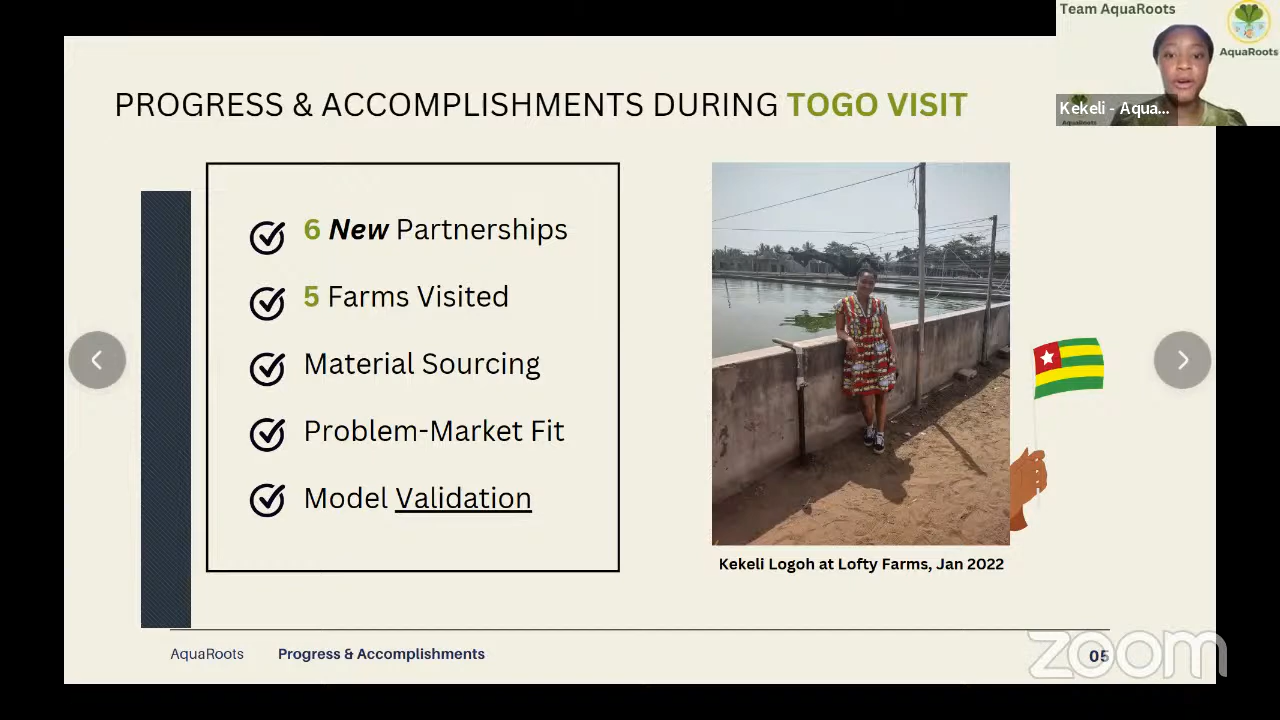 Team AquaRoots
AquaRoots
Kekeli - Aqua...
PROGRESS & ACCOMPLISHMENTS DURING TOGO VISIT
6 New Partnerships
5 Farms Visited
Material Sourcing
Problem-Market Fit
Model Validation
Kekeli Logoh at Lofty Farms, Jan 2022
AquaRoots Progress & Accomplishments
05
zoom